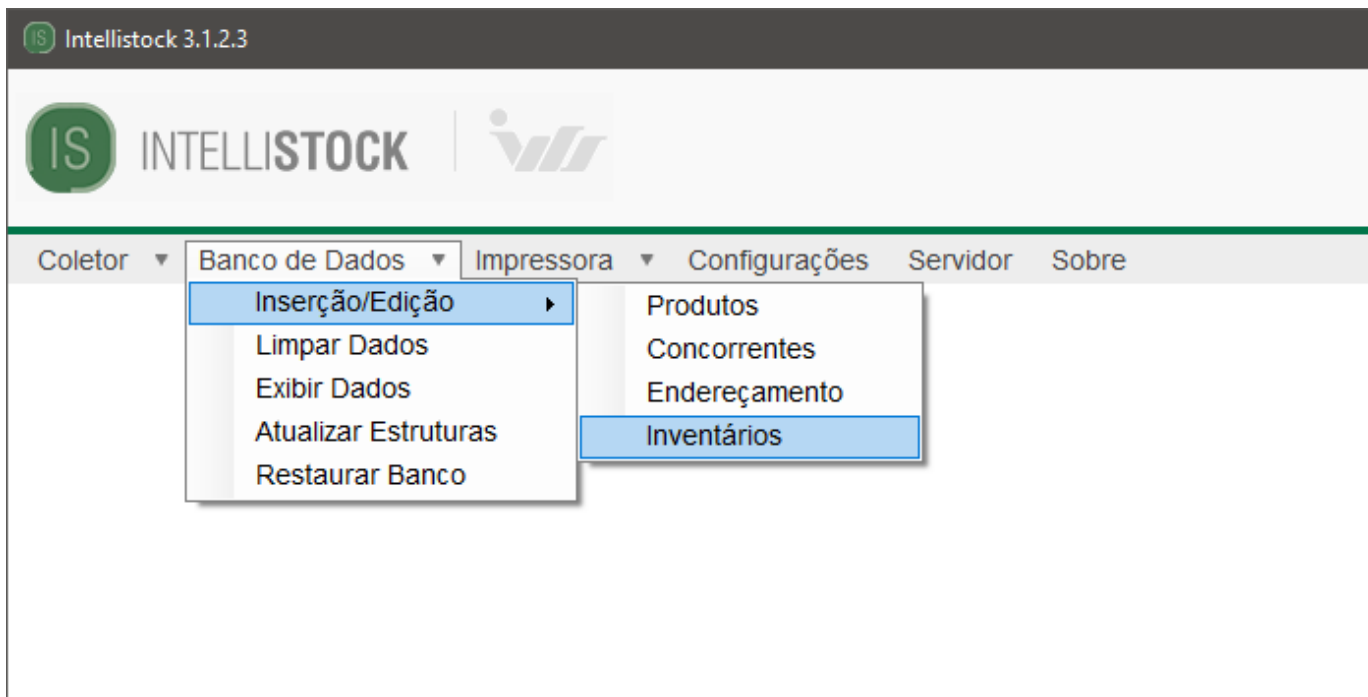 IS Intellistock 3.1.2.3
IS INTELLISTOCK iws
Coletor Banco de Dados Impressora Configurações Servidor Sobre
Inserção/Edição
Limpar Dados
Exibir Dados
Atualizar Estruturas
Restaurar Banco
Produtos
Concorrentes
Endereçamento
Inventários